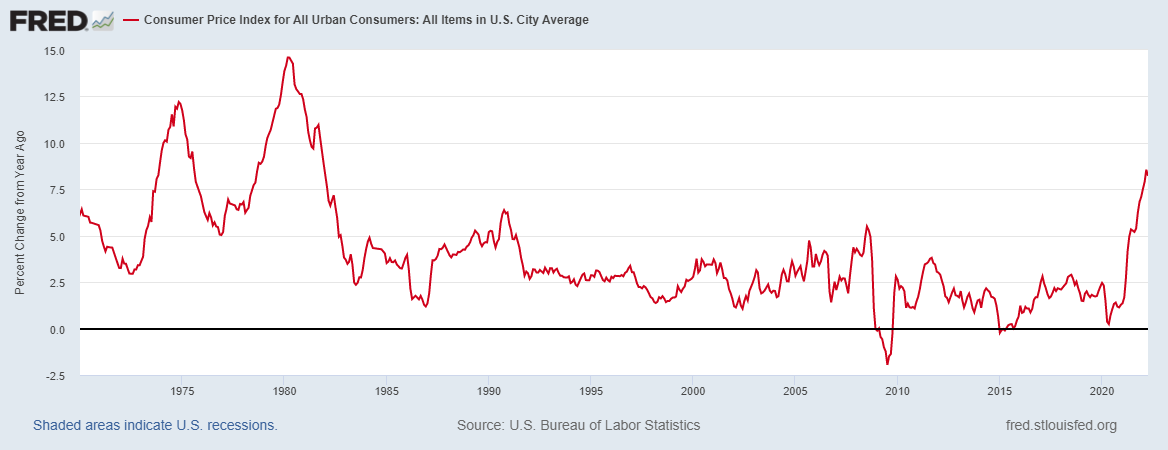 FRED
Consumer Price Index for All Urban Consumers: All Items in U.S. City Average
Percent Change from Year Ago
15.0
12.5
10.0
7.5
5.0
2.5
0.0
-2.5
1975 1980 1985 1990 1995 2000 2005 2010 2015 2020
Shaded areas indicate U.S. recessions. Source: U.S. Bureau of Labor Statistics fred.stlouisfed.org